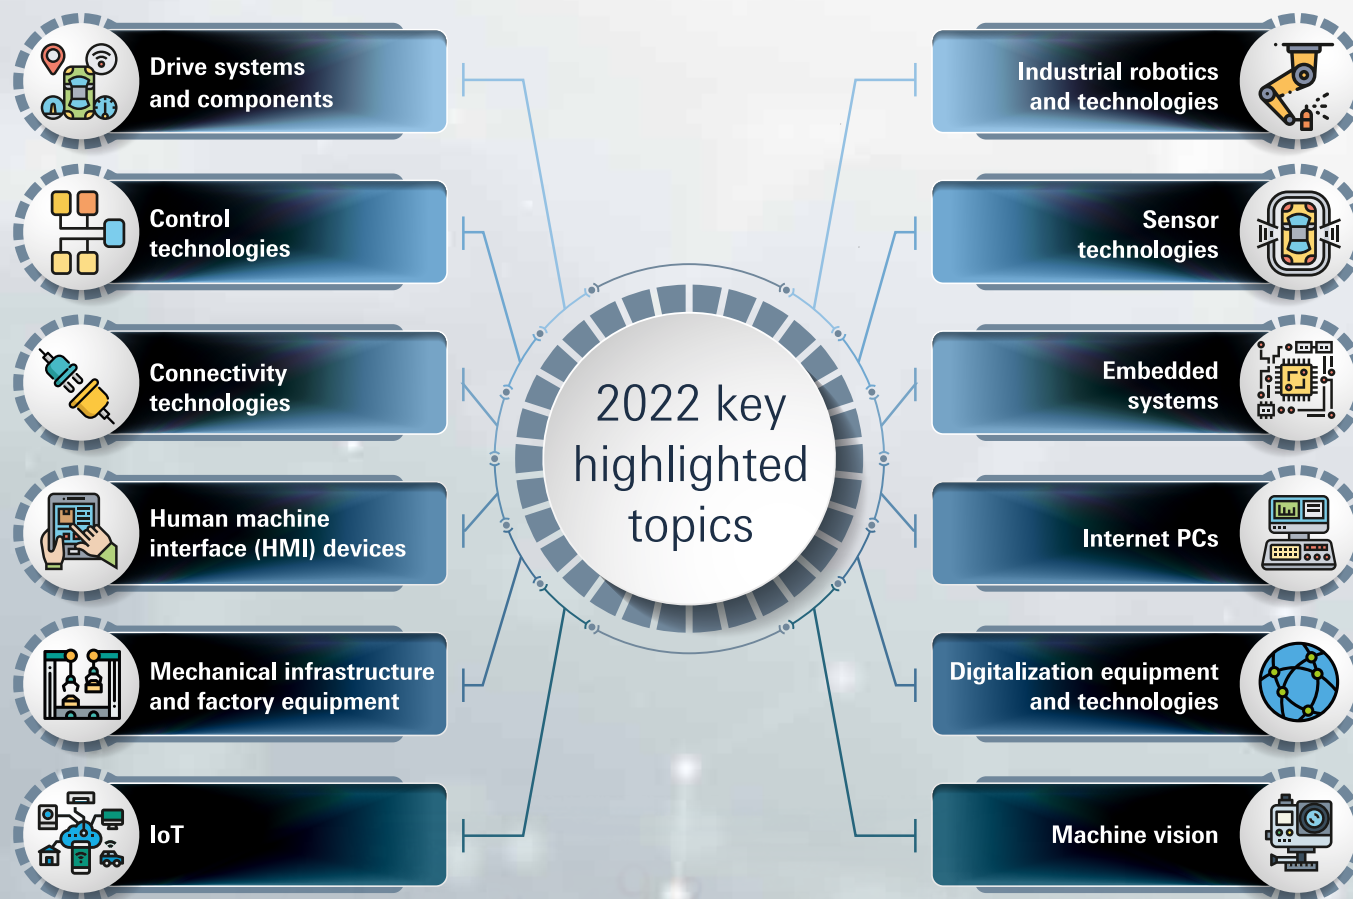 Drive systems
and components
Control
technologies
Connectivity
technologies
Human machine
interface (HMI) devices
Mechanical infrastructure
and factory equipment
IoT
2022 key
highlighted
topics
Industrial robotics
and technologies
Sensor
technologies
Embedded
systems
Internet PCs
Digitalization equipment
and technologies
Machine vision